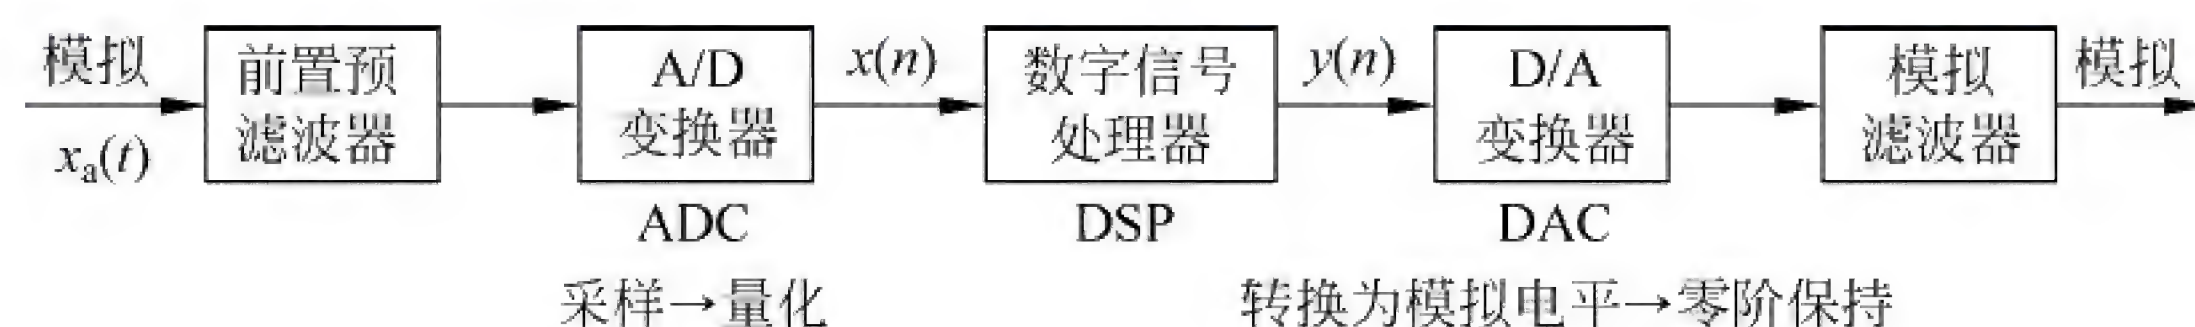 模拟
xa(t)
前置预
滤波器
A/D
变换器
ADC
采样→量化
x(n)
数字信号
处理器
DSP
y(n)
D/A
变换器
DAC
转换为模拟电平→零阶保持
模拟
滤波器
模拟